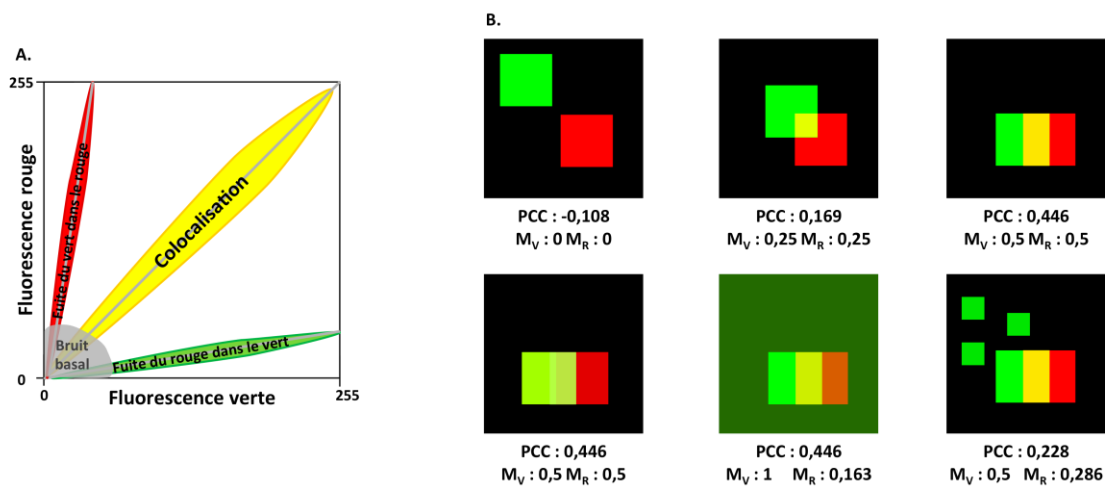 A.
255
Fluorescence rouge
Fuite du vert dans le rouge
Colocalisation
Bruit
basal
Fuite du rouge dans le vert
0
0
Fluorescence verte
255
B.
PCC : -0,108
MV : 0 MR : 0
PCC : 0,169
MV : 0,25 MR : 0,25
PCC : 0,446
MV : 0,5 MR : 0,5
PCC : 0,446
MV : 0,5 MR : 0,5
PCC : 0,446
MV : 1 MR : 0,163
PCC : 0,228
MV : 0,5 MR : 0,286